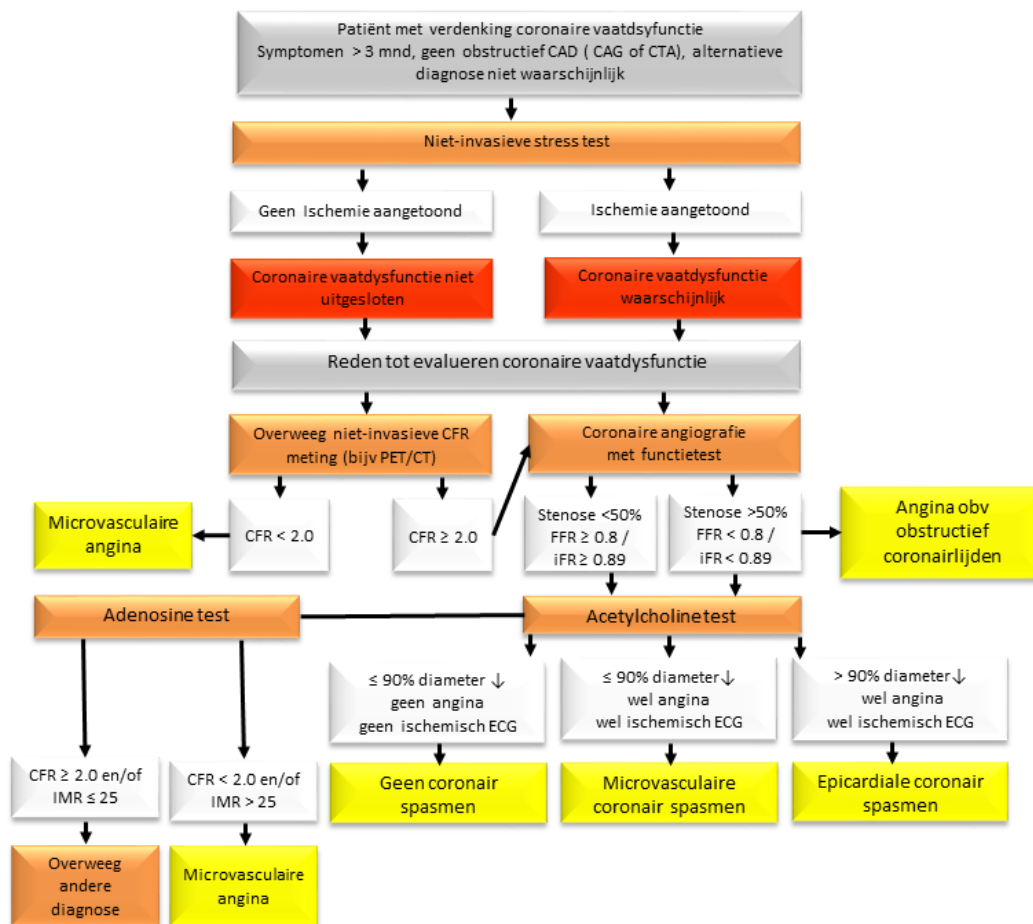 Patiënt met verdenking coronaire vaatdsyfunctie
Symptomen > 3 mnd, geen obstructief CAD ( CAG of CTA), alternatieve
diagnose niet waarschijnlijk
Niet-invasieve stress test
Geen Ischemie aangetoond
Ischemie aangetoond
Coronaire vaatdysfunctie niet
uitgesloten
Coronaire vaatdysfunctie
waarschijnlijk
Reden tot evalueren coronaire vaatdysfunctie
Overweeg niet-invasieve CFR
meting (bijv PET/CT)
Coronaire angiografie
met functietest
Microvasculaire
angina
CFR < 2.0
CFR ≥ 2.0
Stenose <50%
FFR ≥ 0.8 /
iFR ≥ 0.89
Stenose >50%
FFR < 0.8 /
iFR < 0.89
Angina obv
obstructief
coronairlijden
Adenosine test
Acetylcholine test
≤ 90% diameter ↓
geen angina
geen ischemisch ECG
≤ 90% diameter ↓
wel angina
wel ischemisch ECG
> 90% diameter ↓
wel angina
wel ischemisch ECG
CFR ≥ 2.0 en/of
IMR ≤ 25
CFR < 2.0 en/of
IMR > 25
Geen coronair
spasmen
Microvasculaire
coronair spasmen
Epicardiale coronair
spasmen
Overweeg
andere
diagnose
Microvasculaire
angina